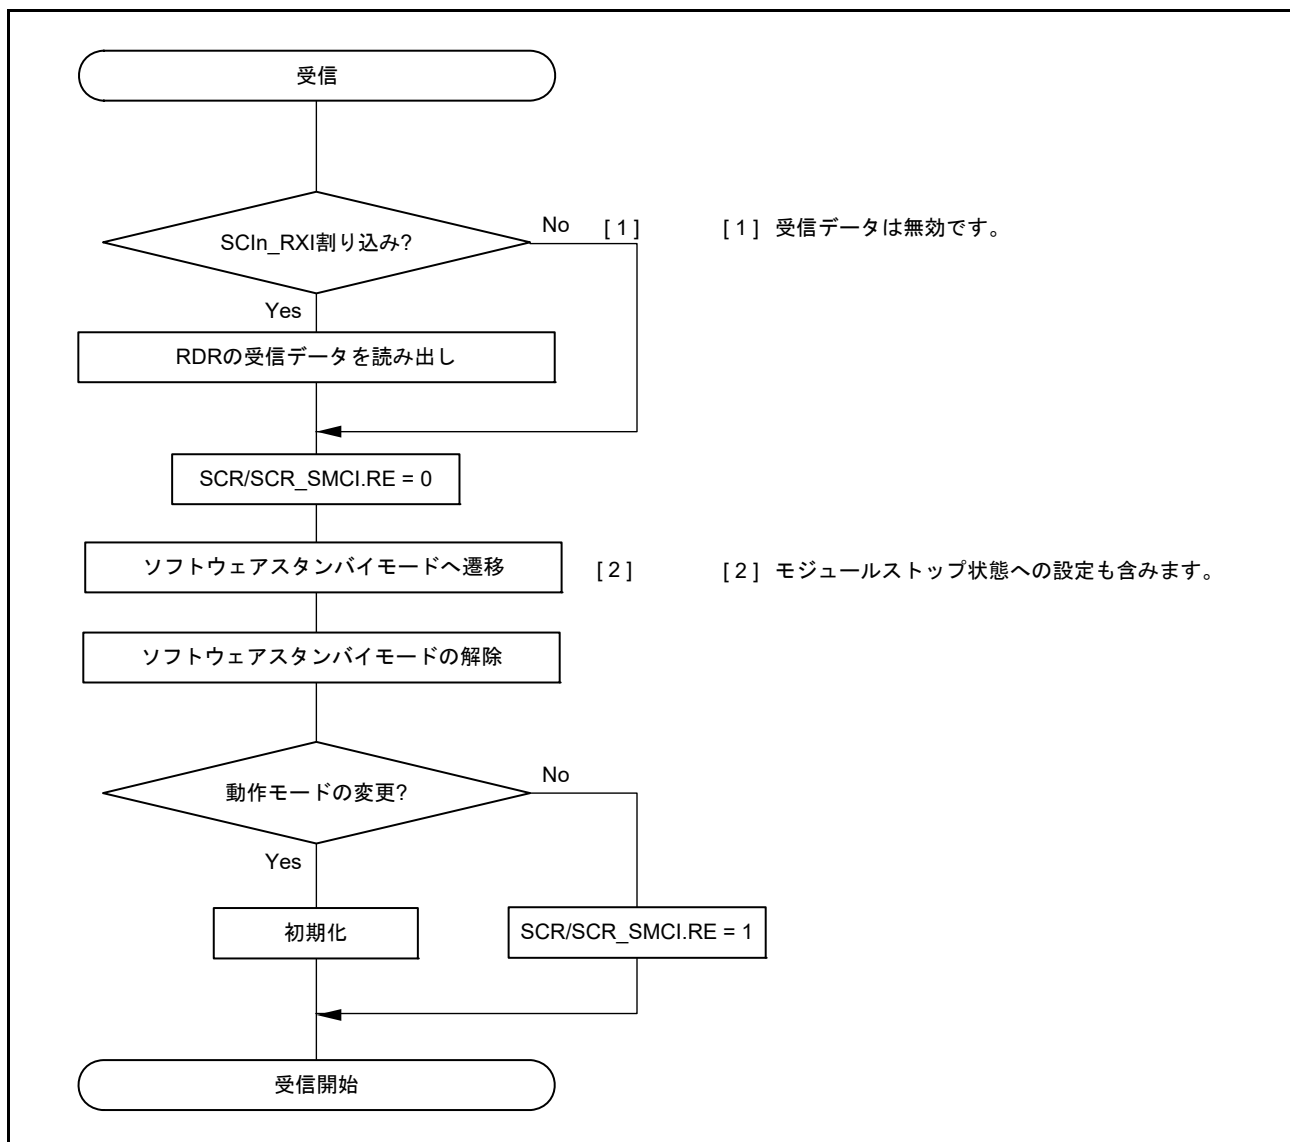 受信
SCIn_RXI割り込み?
No
[ 1 ]
[ 1 ] 受信データは無効です。
Yes
RDRの受信データを読み出し
SCR/SCR_SMCI.RE = 0
ソフトウェアスタンバイモードへ遷移
[ 2 ]
[ 2 ] モジュールストップ状態への設定も含みます。
ソフトウェアスタンバイモードの解除
動作モードの変更?
No
Yes
初期化
SCR/SCR_SMCI.RE = 1
受信開始